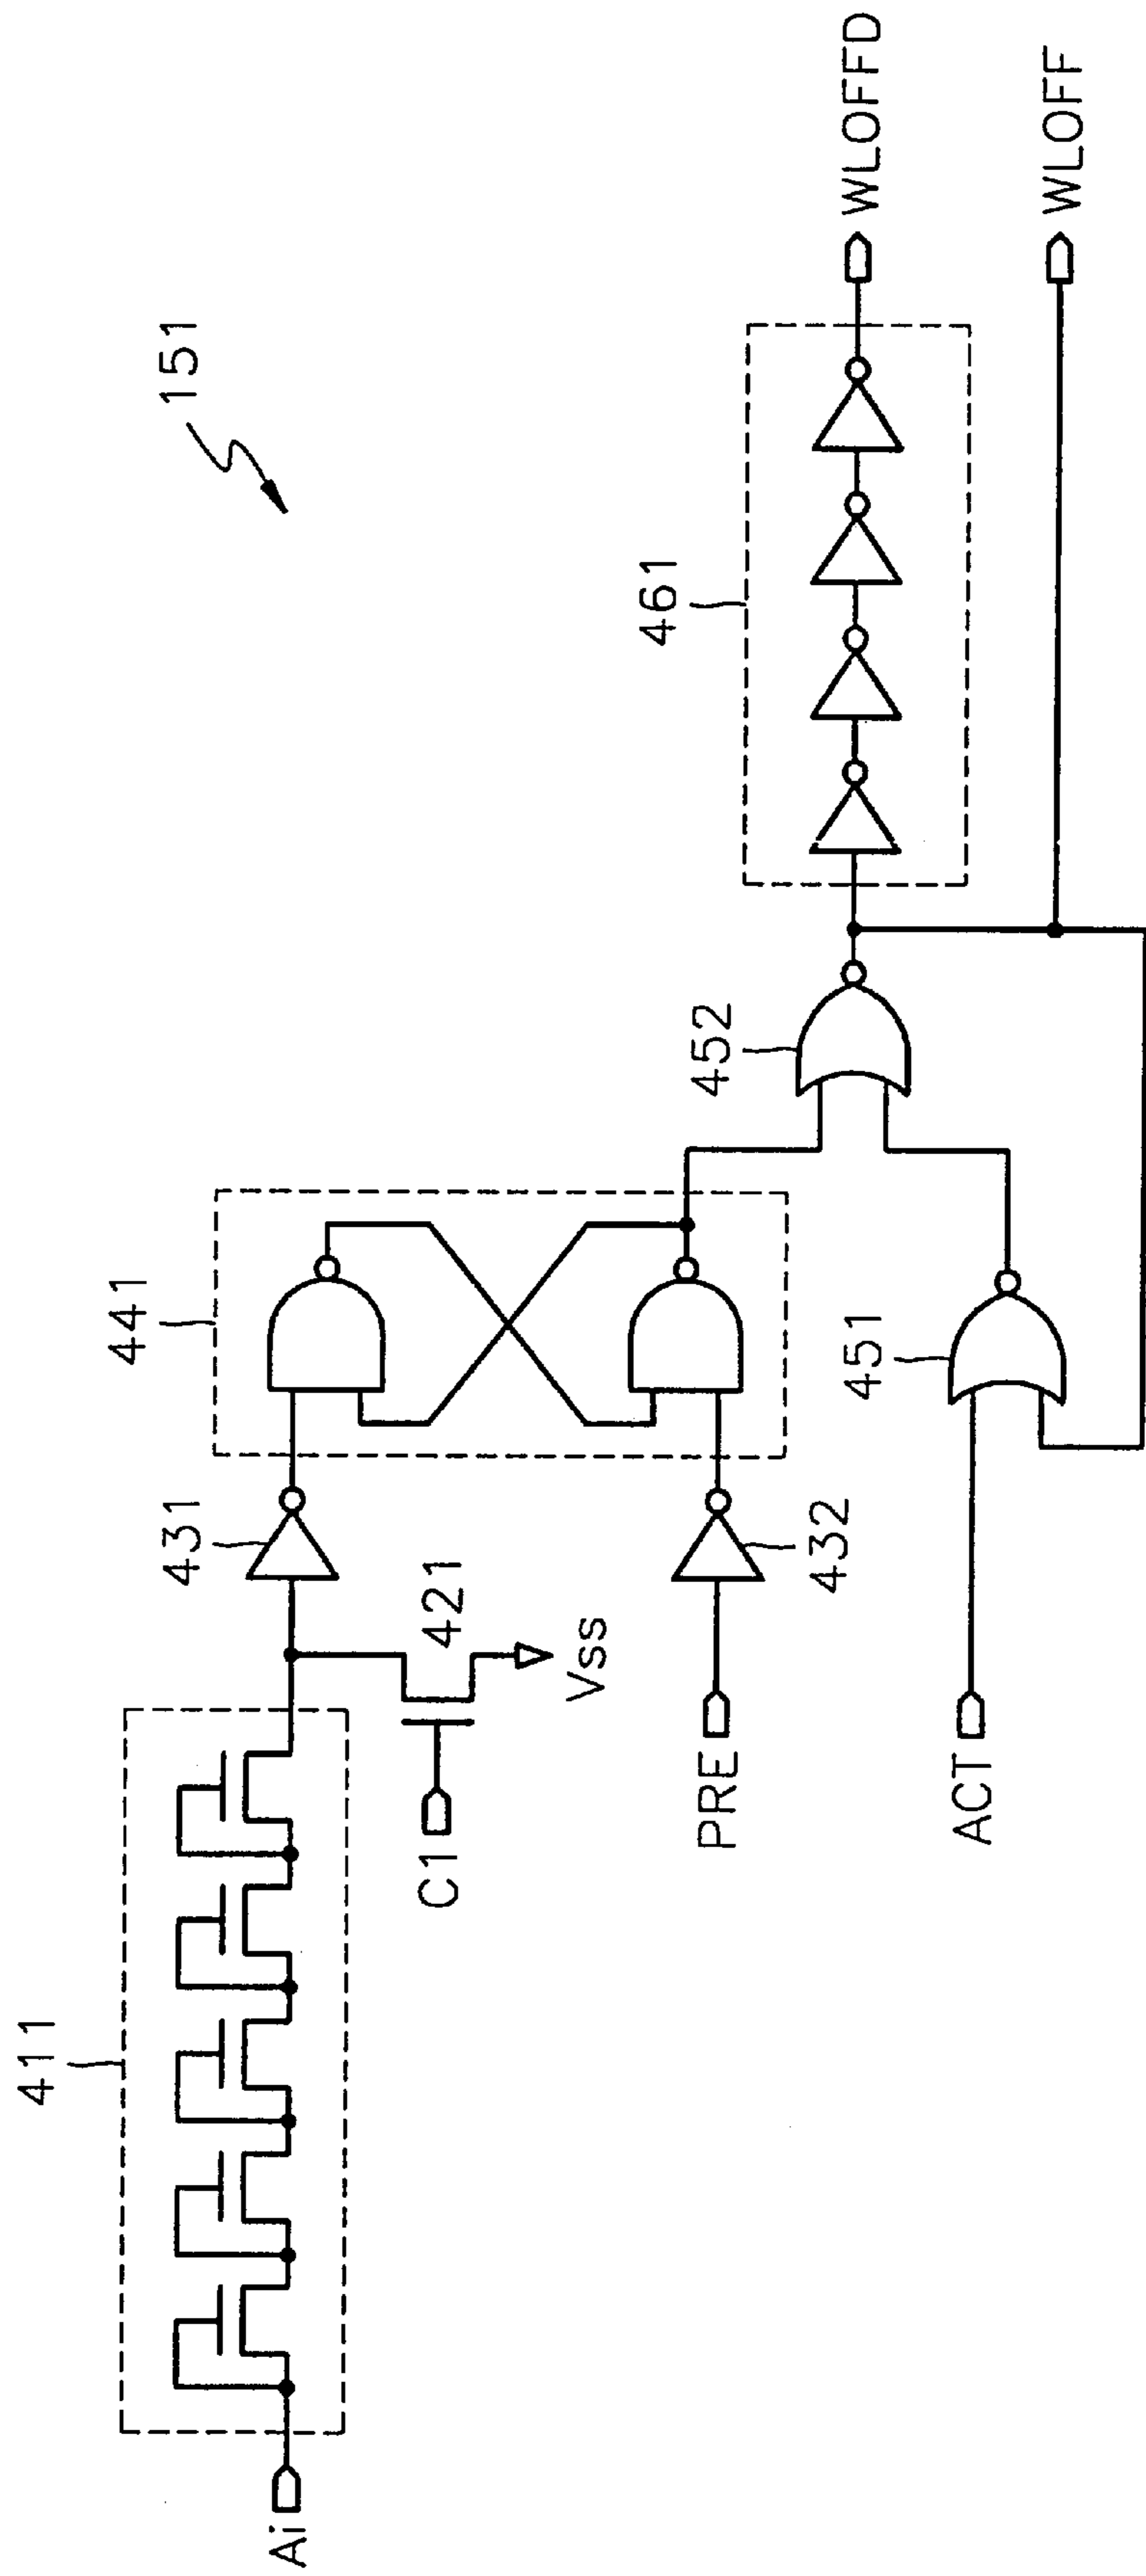 151
411
Ai
C1
421
Vss
431
441
PRE
432
ACT
451
452
461
WLOFFD
WLOFF